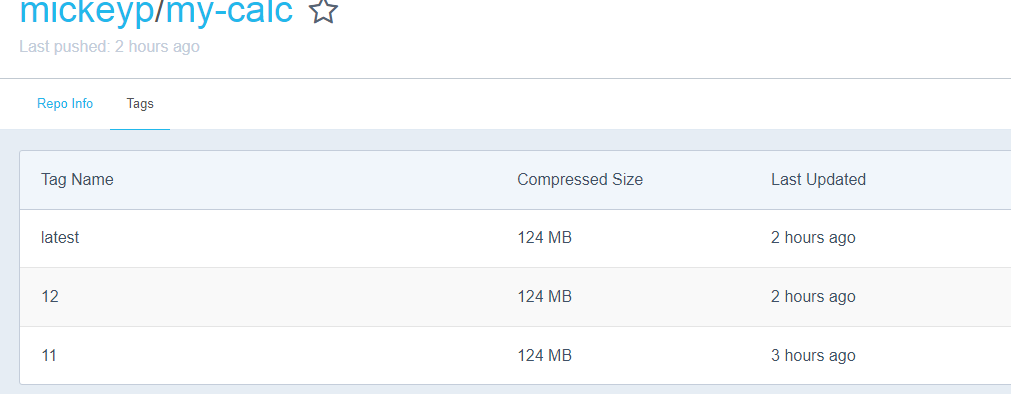 mickeyp/my-calc
Last pushed: 2 hours ago
Repo Info Tags
Tag Name Compressed Size Last Updated
latest 124 MB 2 hours ago
12 124 MB 2 hours ago
11 124 MB 3 hours ago